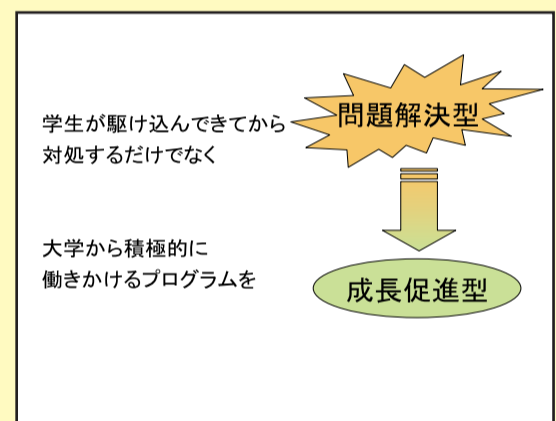 学生が駆け込んできてから
対処するだけでなく
問題解決型
大学から積極的に
働きかけるプログラムを
成長促進型